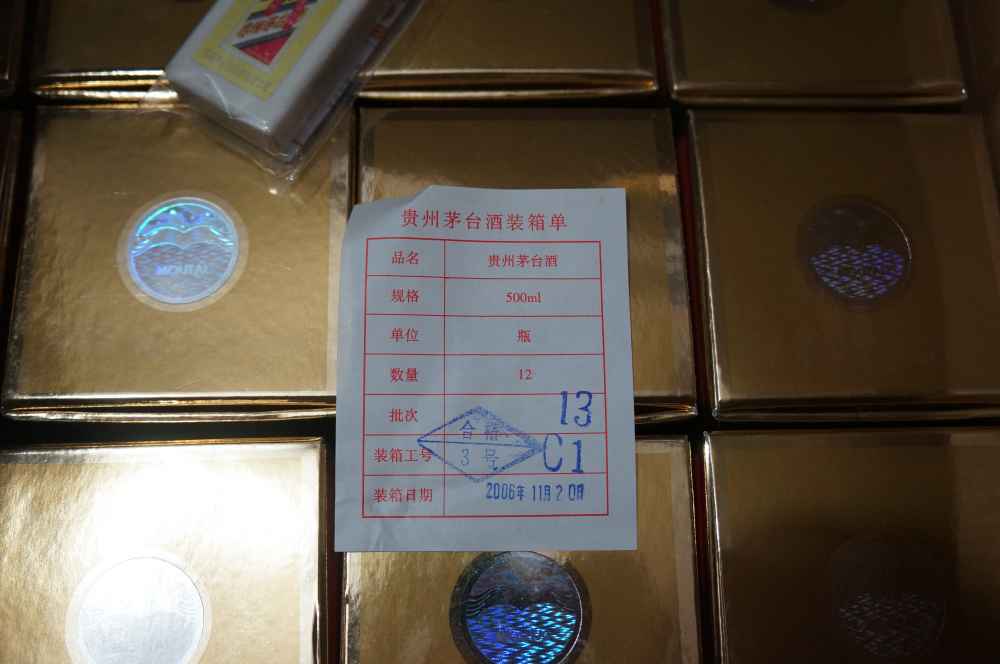 贵州茅台酒装箱单
品名 贵州茅台酒
规格 500ml
单位 瓶
数量 12
批次 13
合格
3号
装箱工号 C1
装箱日期 2006年11月20日
MOUTAI